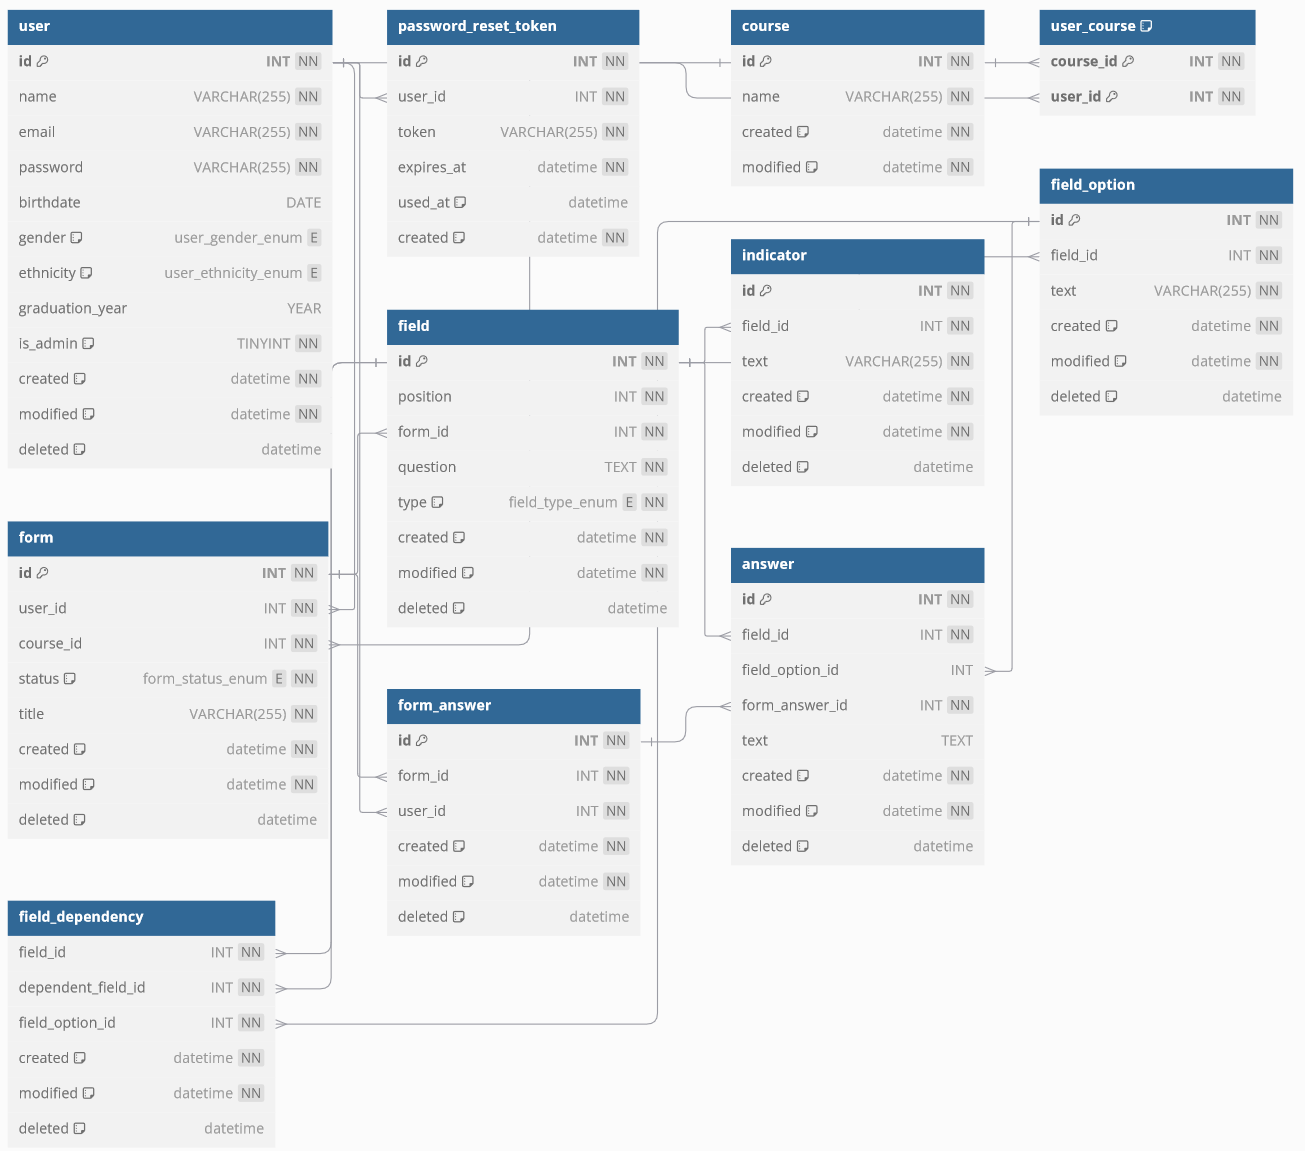 user
id INT NN
name VARCHAR(255) NN
email VARCHAR(255) NN
password VARCHAR(255) NN
birthdate DATE
gender user_gender_enum E
ethnicity user_ethnicity_enum E
graduation_year YEAR
is_admin TINYINT NN
created datetime NN
modified datetime NN
deleted datetime
password_reset_token
id INT NN
user_id INT NN
token VARCHAR(255) NN
expires_at datetime NN
used_at datetime
created datetime NN
course
id INT NN
name VARCHAR(255) NN
created datetime NN
modified datetime NN
user_course
course_id INT NN
user_id INT NN
field_option
id INT NN
field_id INT NN
text VARCHAR(255) NN
created datetime NN
modified datetime NN
deleted datetime
indicator
id INT NN
field_id INT NN
text VARCHAR(255) NN
created datetime NN
modified datetime NN
deleted datetime
field
id INT NN
position INT NN
form_id INT NN
question TEXT NN
type field_type_enum E NN
created datetime NN
modified datetime NN
deleted datetime
form
id INT NN
user_id INT NN
course_id INT NN
status form_status_enum E NN
title VARCHAR(255) NN
created datetime NN
modified datetime NN
deleted datetime
answer
id INT NN
field_id INT NN
field_option_id INT
form_answer_id INT NN
text TEXT
created datetime NN
modified datetime NN
deleted datetime
form_answer
id INT NN
form_id INT NN
user_id INT NN
created datetime NN
modified datetime NN
deleted datetime
field_dependency
field_id INT NN
dependent_field_id INT NN
field_option_id INT NN
created datetime NN
modified datetime NN
deleted datetime